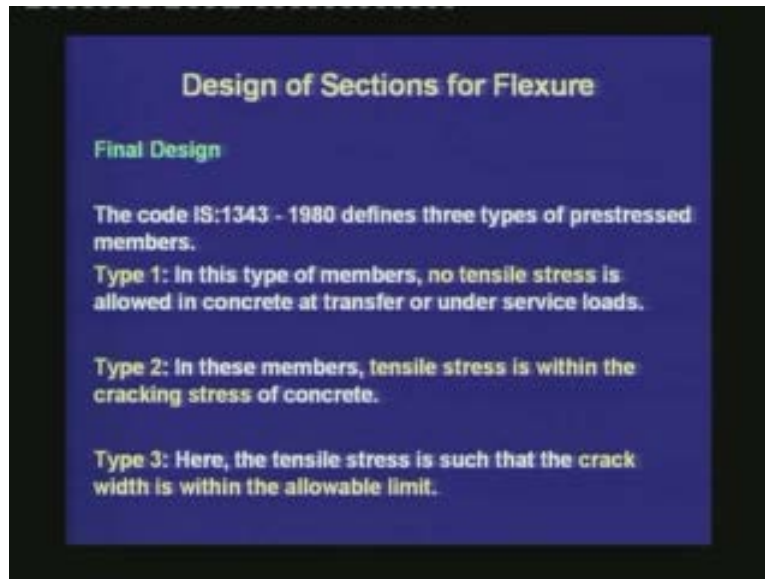 Design of Sections for Flexure
Final Design
The code IS:1343 - 1980 defines three types of prestressed
members.
Type 1: In this type of members, no tensile stress is
allowed in concrete at transfer or under service loads.
Type 2: In these members, tensile stress is within the
cracking stress of concrete.
Type 3: Here, the tensile stress is such that the crack
width is within the allowable limit.